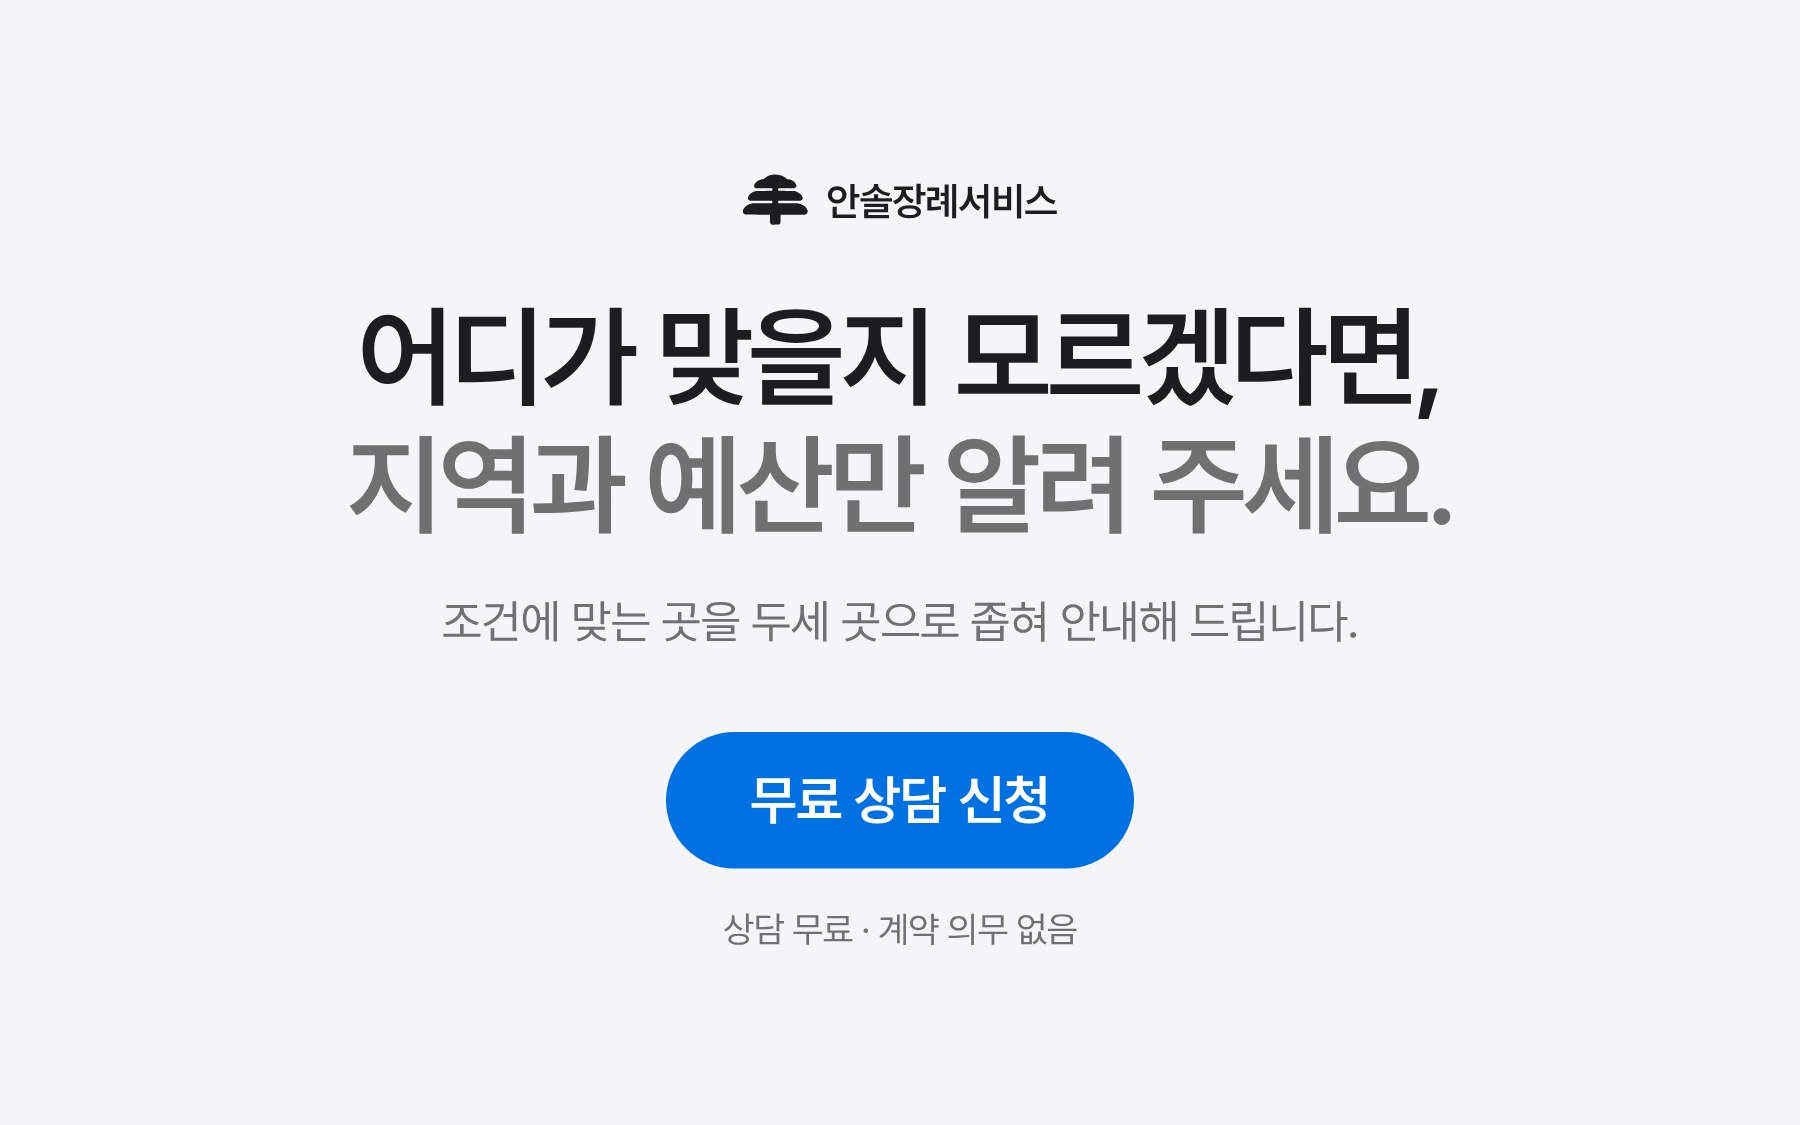 안솔장례서비스
어디가 맞을지 모르겠다면,
지역과 예산만 알려 주세요.
조건에 맞는 곳을 두세 곳으로 좁혀 안내해 드립니다.
무료 상담 신청
상담 무료 · 계약 의무 없음